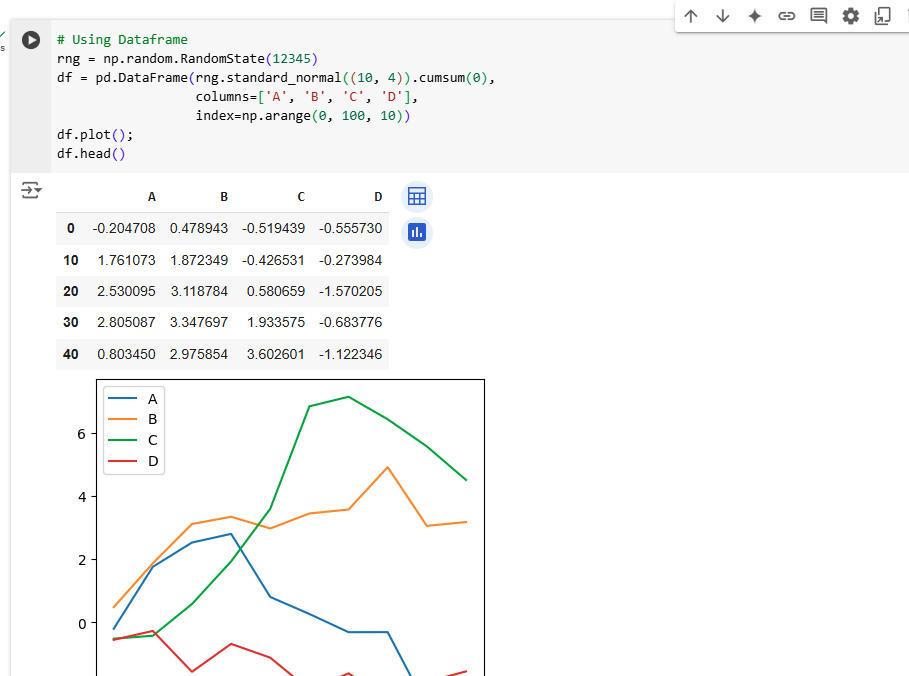 # Using Dataframe
rng = np.random.RandomState(12345)
df = pd.DataFrame(rng.standard_normal((10, 4)).cumsum(0),
columns=['A', 'B', 'C', 'D'],
index=np.arange(0, 100, 10))
df.plot();
df.head()
s
A B C D
0 -0.204708 0.478943 -0.519439 -0.555730
10 1.761073 1.872349 -0.426531 -0.273984
20 2.530095 3.118784 0.580659 -1.570205
30 2.805087 3.347697 1.933575 -0.683776
40 0.803450 2.975854 3.602601 -1.122346
A
B
C
D
6
4
2
0